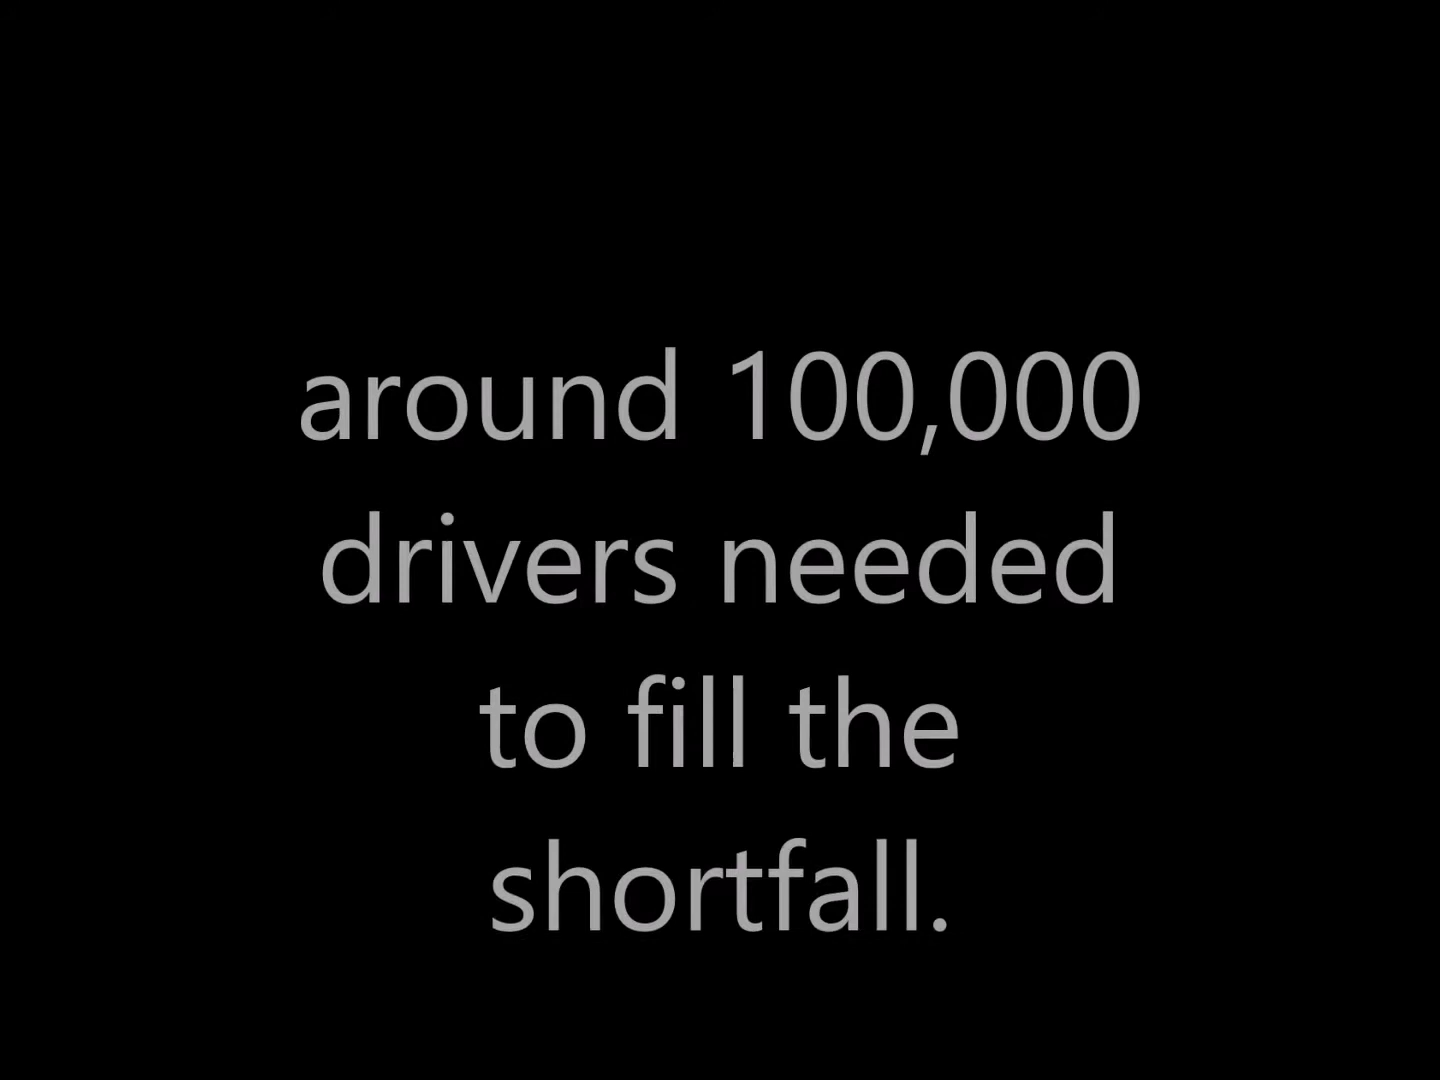 around 100,000
drivers needed
to fill the
shortfall.